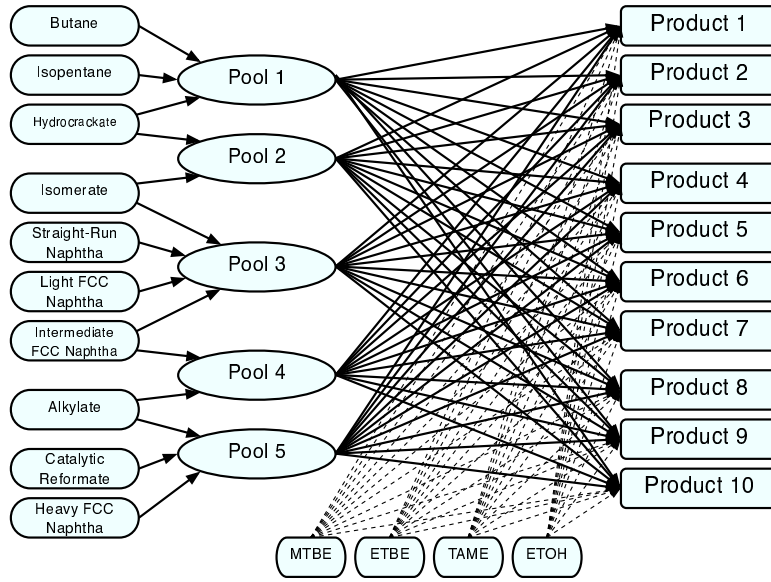 Butane
Isopentane
Hydrocrackate
Isomerate
Straight-Run
Naphtha
Light FCC
Naphtha
Intermediate
FCC Naphtha
Alkylate
Catalytic
Reformate
Heavy FCC
Naphtha
Pool 1
Pool 2
Pool 3
Pool 4
Pool 5
MTBE
ETBE
TAME
ETOH
Product 1
Product 2
Product 3
Product 4
Product 5
Product 6
Product 7
Product 8
Product 9
Product 10